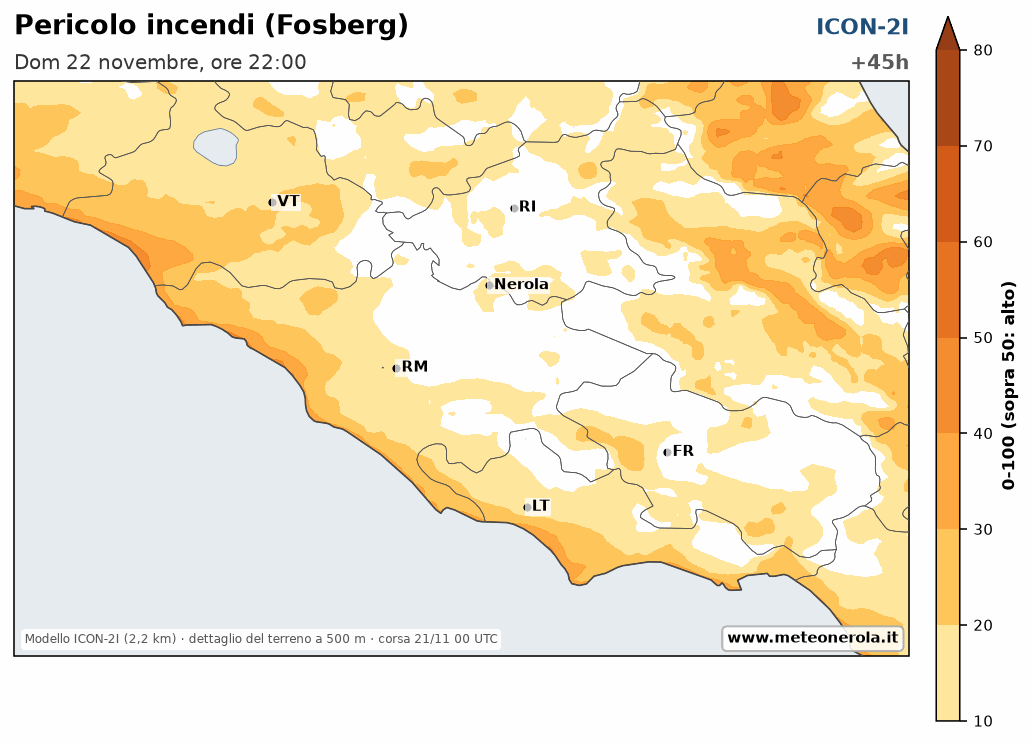 Pericolo incendi (Fosberg)
ICON-2I
Dom 22 novembre, ore 22:00
+45h
VT
RI
Nerola
RM
FR
LT
Modello ICON-2I (2,2 km) · dettaglio del terreno a 500 m · corsa 21/11 00 UTC
www.meteonerola.it
80
70
60
50
40
30
20
10
0-100 (sopra 50: alto)